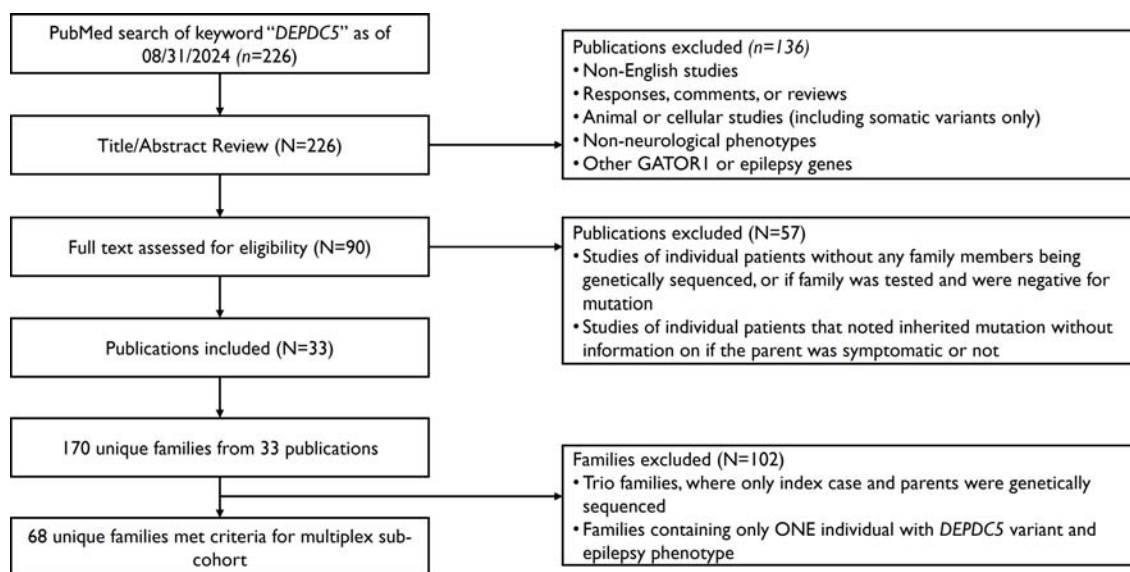 PubMed search of keyword “DEPDC5” as of
08/31/2024 (n=226)
Title/Abstract Review (N=226)
Publications excluded (n=136)
• Non-English studies
• Responses, comments, or reviews
• Animal or cellular studies (including somatic variants only)
• Non-neurological phenotypes
• Other GATOR1 or epilepsy genes
Full text assessed for eligibility (N=90)
Publications excluded (N=57)
• Studies of individual patients without any family members being
genetically sequenced, or if family was tested and were negative for
mutation
• Studies of individual patients that noted inherited mutation without
information on if the parent was symptomatic or not
Publications included (N=33)
170 unique families from 33 publications
Families excluded (N=102)
• Trio families, where only index case and parents were genetically
sequenced
• Families containing only ONE individual with DEPDC5 variant and
epilepsy phenotype
68 unique families met criteria for multiplex sub-
cohort